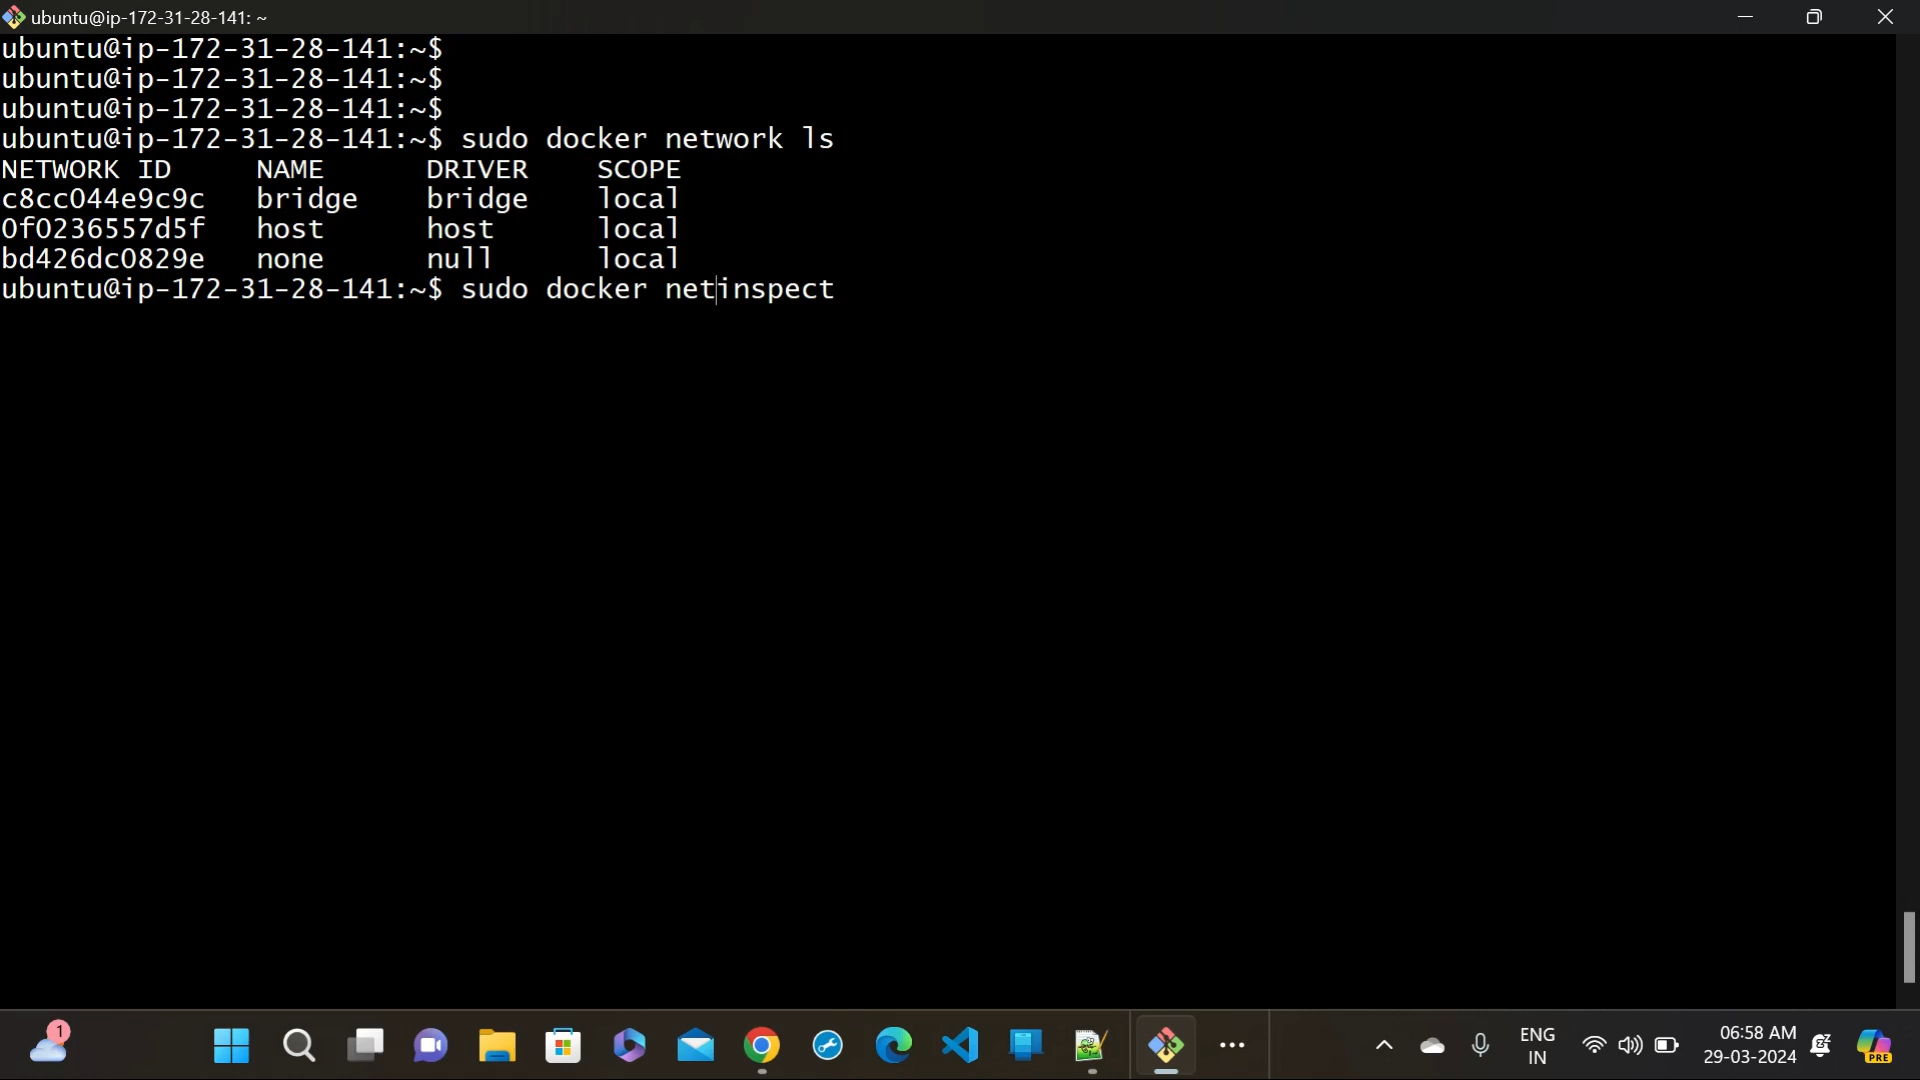 ubuntu@ip-172-31-28-141: ~
ubuntu@ip-172-31-28-141:~$
ubuntu@ip-172-31-28-141:~$
ubuntu@ip-172-31-28-141:~$
ubuntu@ip-172-31-28-141:~$ sudo docker network ls
NETWORK ID NAME DRIVER SCOPE
c8cc044e9c9c bridge bridge local
0f0236557d5f host host local
bd426dc0829e none null local
ubuntu@ip-172-31-28-141:~$ sudo docker netinspect
1
ENG
IN
06:58 AM
29-03-2024
PRE